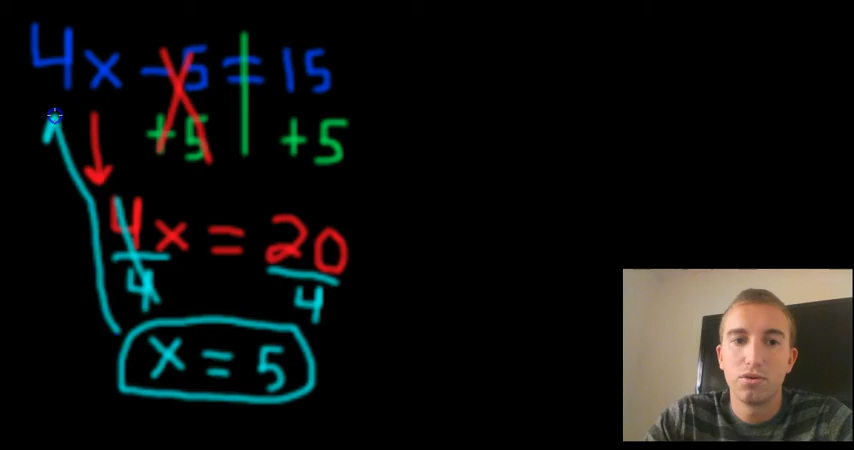 4x - 5 = 15
+5 +5
4x = 20
4 4
x = 5